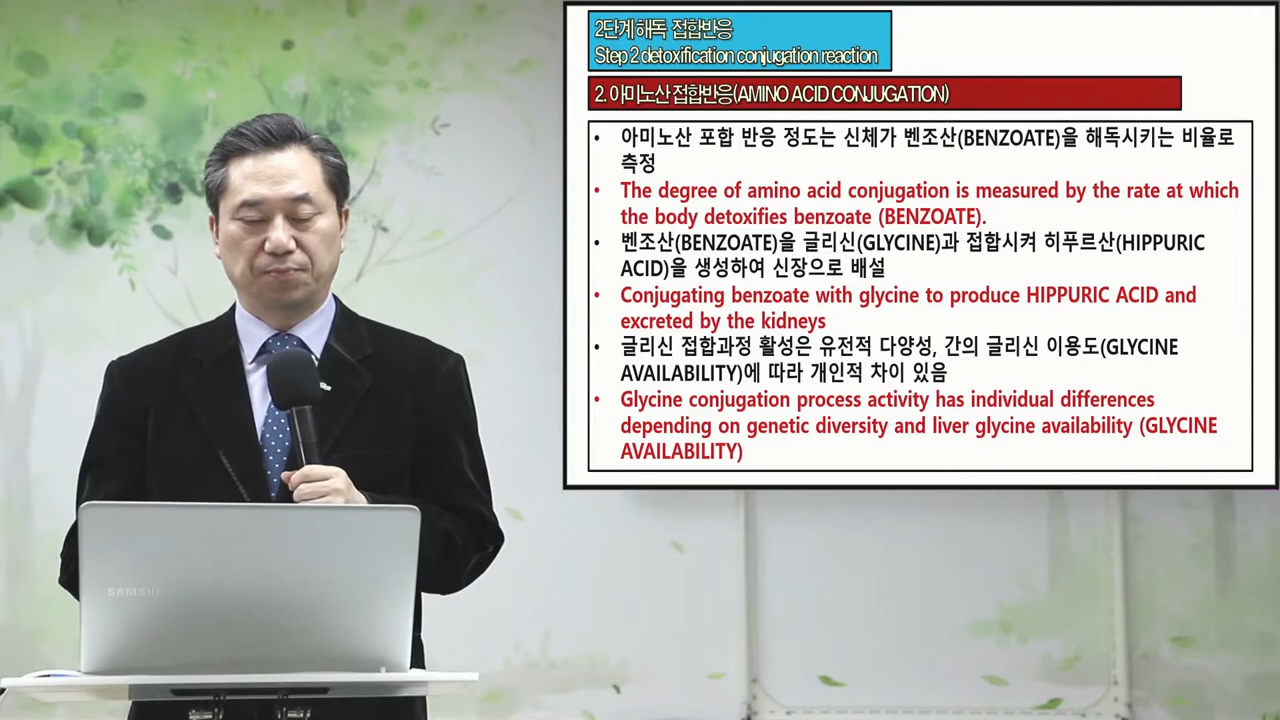 2단계 해독 접합반응
Step 2 detoxification conjugation reaction
2. 아미노산 접합반응(AMINO ACID CONJUGATION)
• 아미노산 포합 반응 정도는 신체가 벤조산(BENZOATE)을 해독시키는 비율로
측정
• The degree of amino acid conjugation is measured by the rate at which
the body detoxifies benzoate (BENZOATE).
• 벤조산(BENZOATE)을 글리신(GLYCINE)과 접합시켜 히푸르산(HIPPURIC
ACID)을 생성하여 신장으로 배설
• Conjugating benzoate with glycine to produce HIPPURIC ACID and
excreted by the kidneys
• 글리신 접합과정 활성은 유전적 다양성, 간의 글리신 이용도(GLYCINE
AVAILABILITY)에 따라 개인적 차이 있음
• Glycine conjugation process activity has individual differences
depending on genetic diversity and liver glycine availability (GLYCINE
AVAILABILITY)
SAMSUNG